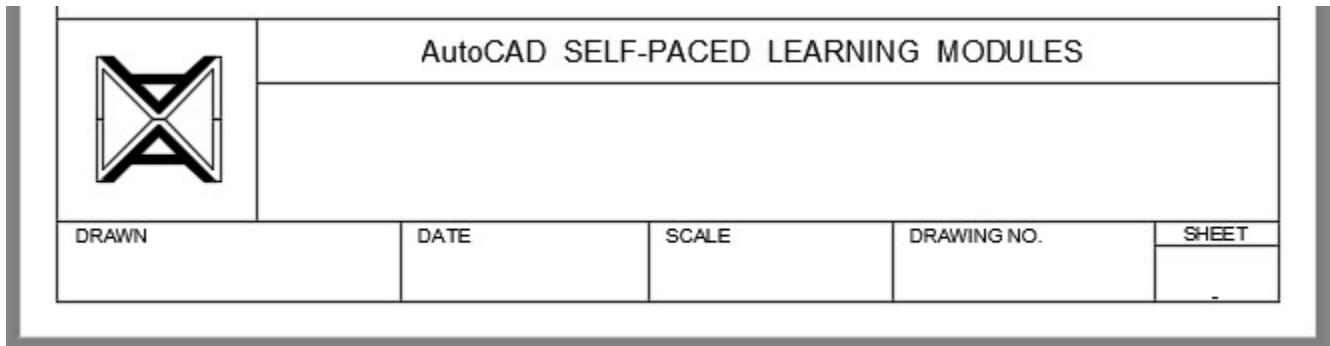 AutoCAD SELF-PACED LEARNING MODULES
DRAWN DATE SCALE DRAWING NO. SHEET
-